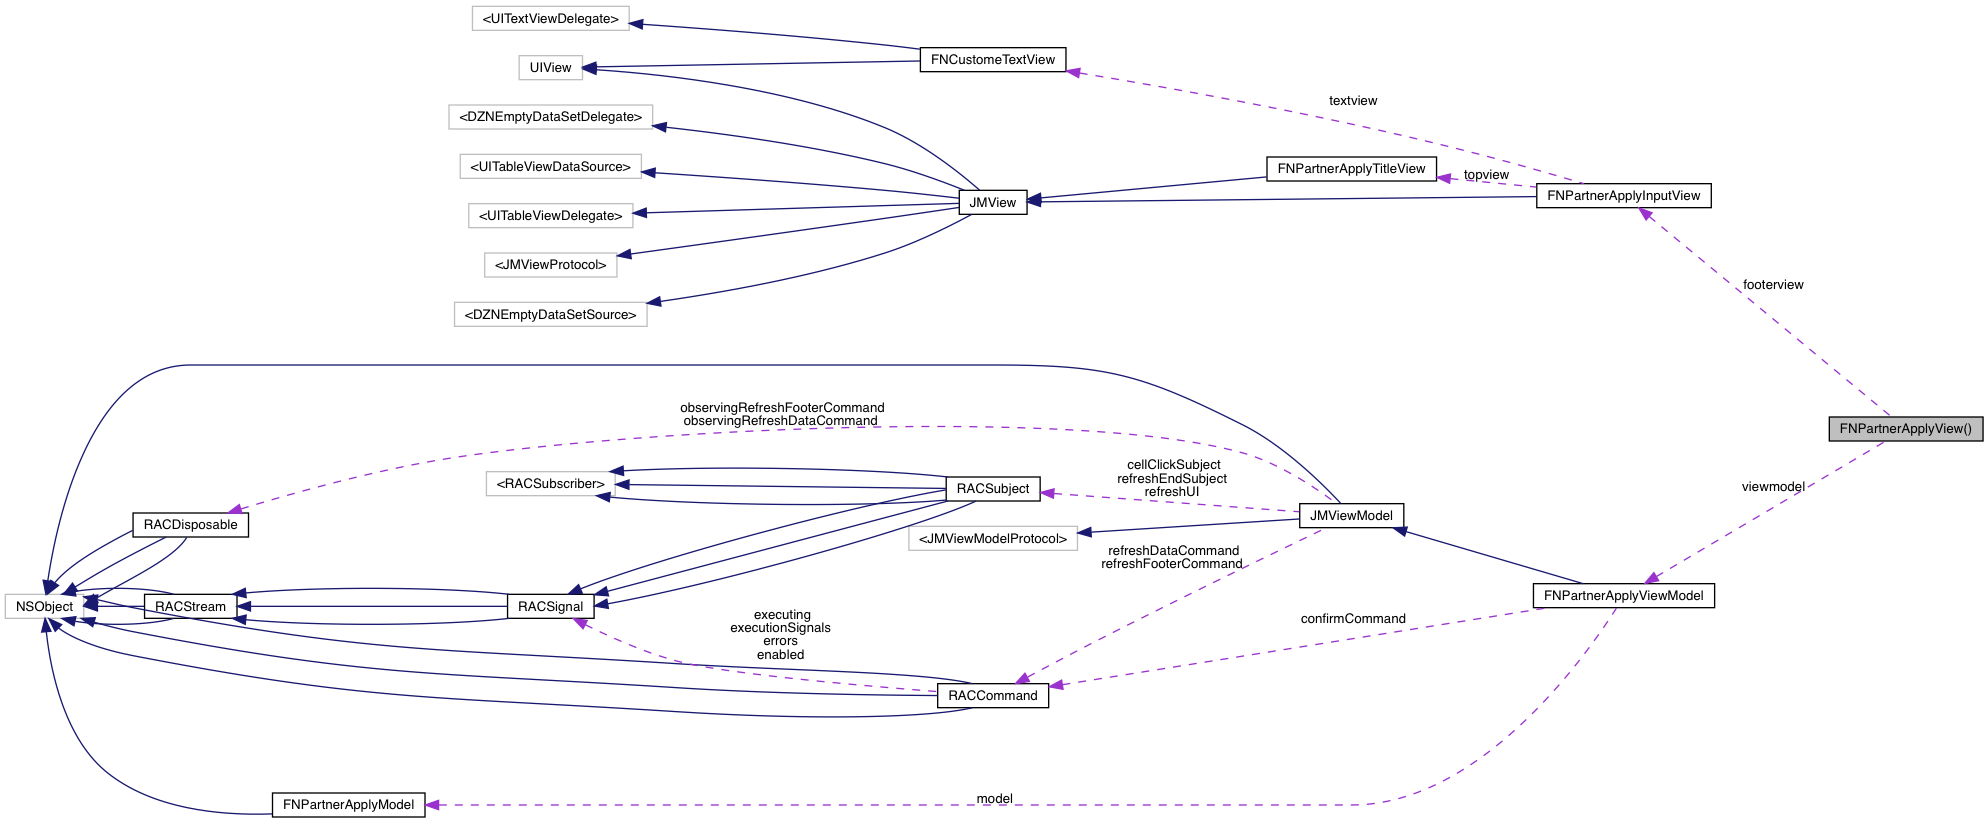 <UITextViewDelegate>
UIView
FNCustomeTextView
<DZNEmptyDataSetDelegate>
textview
<UITableViewDataSource>
FNPartnerApplyTitleView
topview
FNPartnerApplyInputView
JMView
<UITableViewDelegate>
<JMViewProtocol>
<DZNEmptyDataSetSource>
footerview
observingRefreshFooterCommand
observingRefreshDataCommand
FNPartnerApplyView()
cellClickSubject
refreshEndSubject
refreshUI
<RACSubscriber>
RACSubject
viewmodel
RACDisposable
JMViewModel
<JMViewModelProtocol>
refreshDataCommand
refreshFooterCommand
NSObject
RACStream
RACSignal
FNPartnerApplyViewModel
executing
executionSignals
errors
enabled
confirmCommand
RACCommand
FNPartnerApplyModel
model